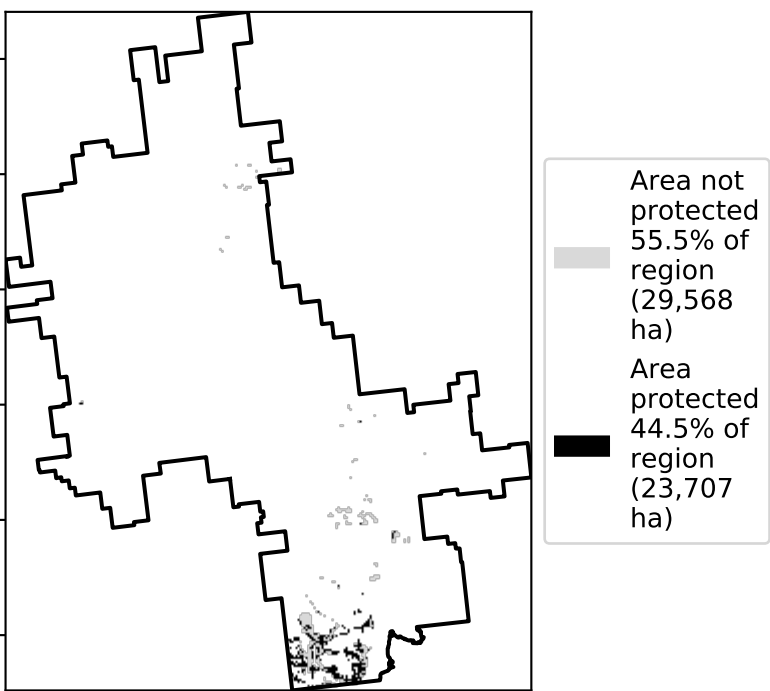 Area not
protected
55.5% of
region
(29,568
ha)
Area
protected
44.5% of
region
(23,707
ha)